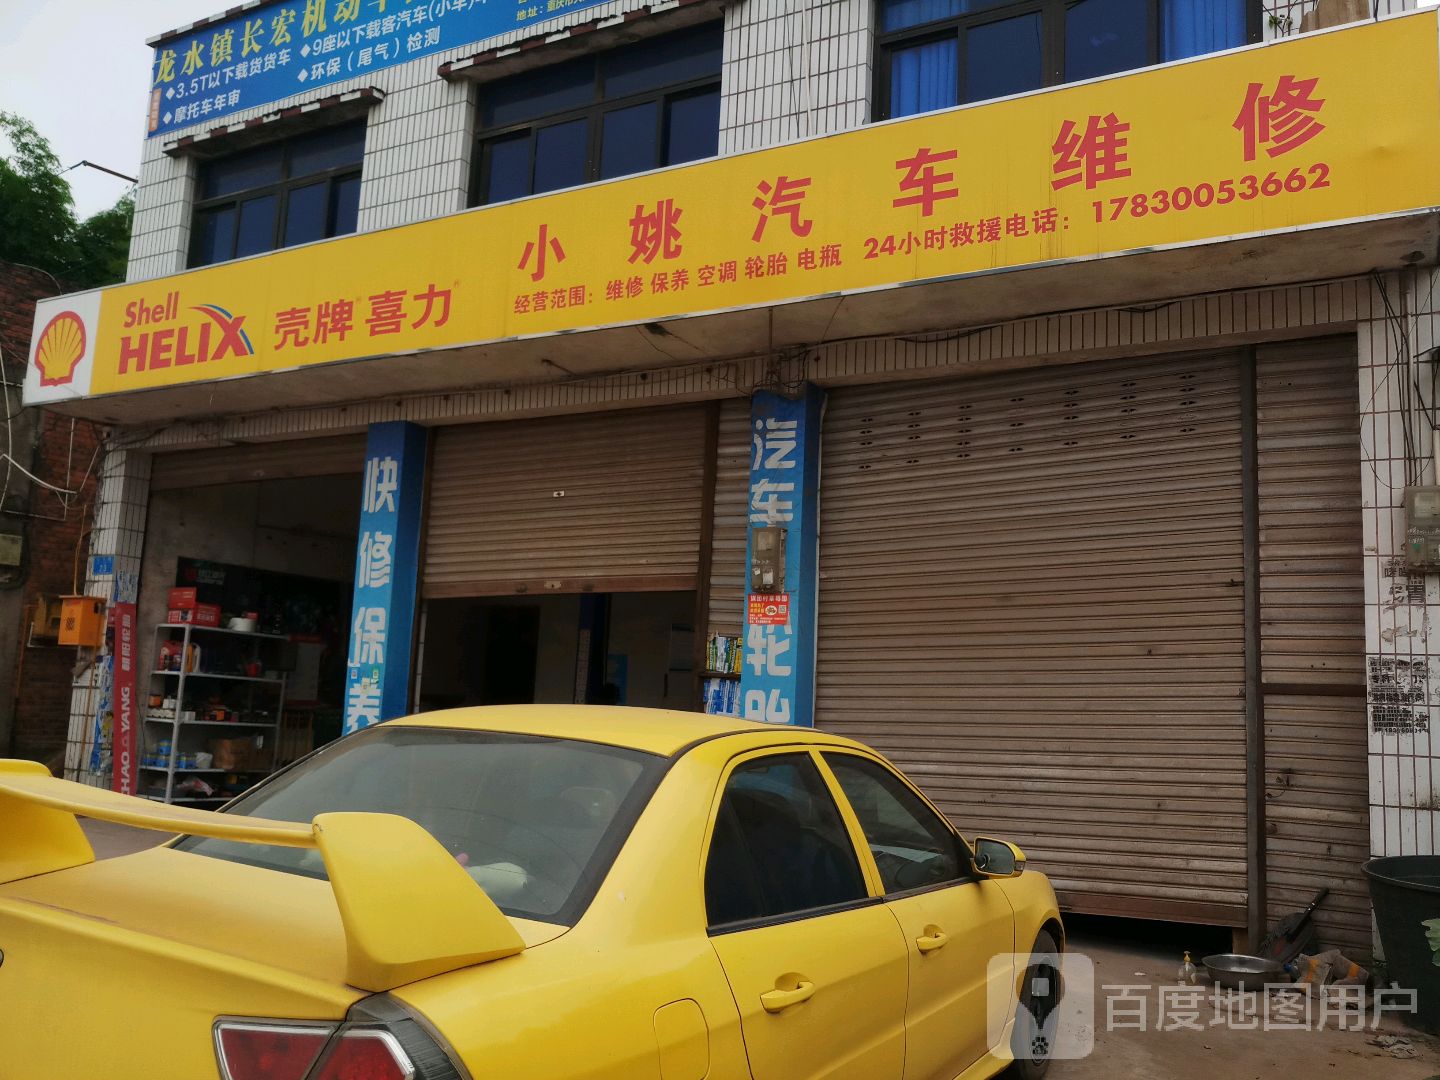 龙水镇长宏机动车
◆3.5T以下载货货车 ◆9座以下载客汽车(小车)
◆摩托车年审 ◆环保(尾气)检测
小姚汽车维修
Shell
HELIX 壳牌 喜力
经营范围：维修 保养 空调 轮胎 电瓶 24小时救援电话：17830053662
快修保养
汽车
轮胎
HAO YANG
百度地图用户